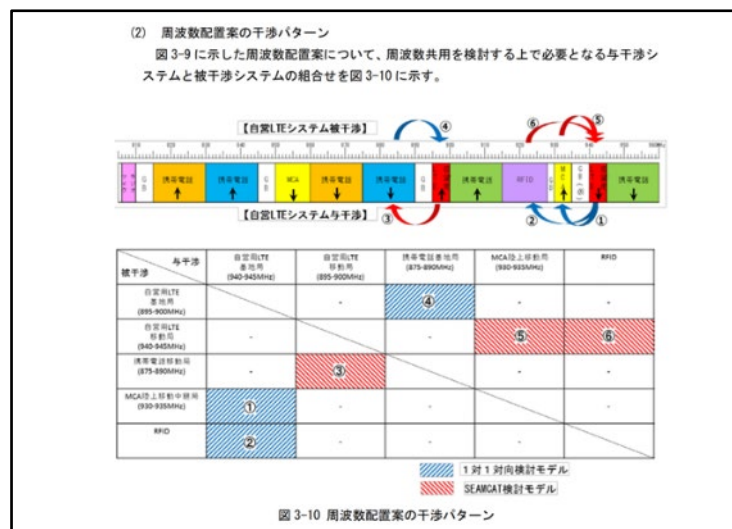 (2) 周波数配置案の干渉パターン
図3-9に示した周波数配置案について、周波数共用を検討する上で必要となる与干渉シ
ステムと被干渉システムの組合せを図3-10に示す。
【自営LTEシステム被干渉】 ④ ⑥ ⑤
携帯電話 携帯電話 MCA 携帯電話 携帯電話 携帯電話 RFID 携帯電話
【自営LTEシステム与干渉】 ③ ② ①
与干渉
被干渉
自営用LTE
基地局
(940-945MHz)
自営用LTE
移動局
(895-900MHz)
携帯電話基地局
(875-890MHz)
MCA陸上移動局
(930-935MHz)
RFID
自営用LTE
基地局
(895-900MHz)
- ④ - -
自営用LTE
移動局
(940-945MHz)
- - ⑤ ⑥
携帯電話移動局
(875-890MHz)
- ③ - -
MCA陸上移動中継局
(930-935MHz)
① - - -
RFID
② - - -
1対1対向検討モデル
SEAMCAT検討モデル
図3-10 周波数配置案の干渉パターン